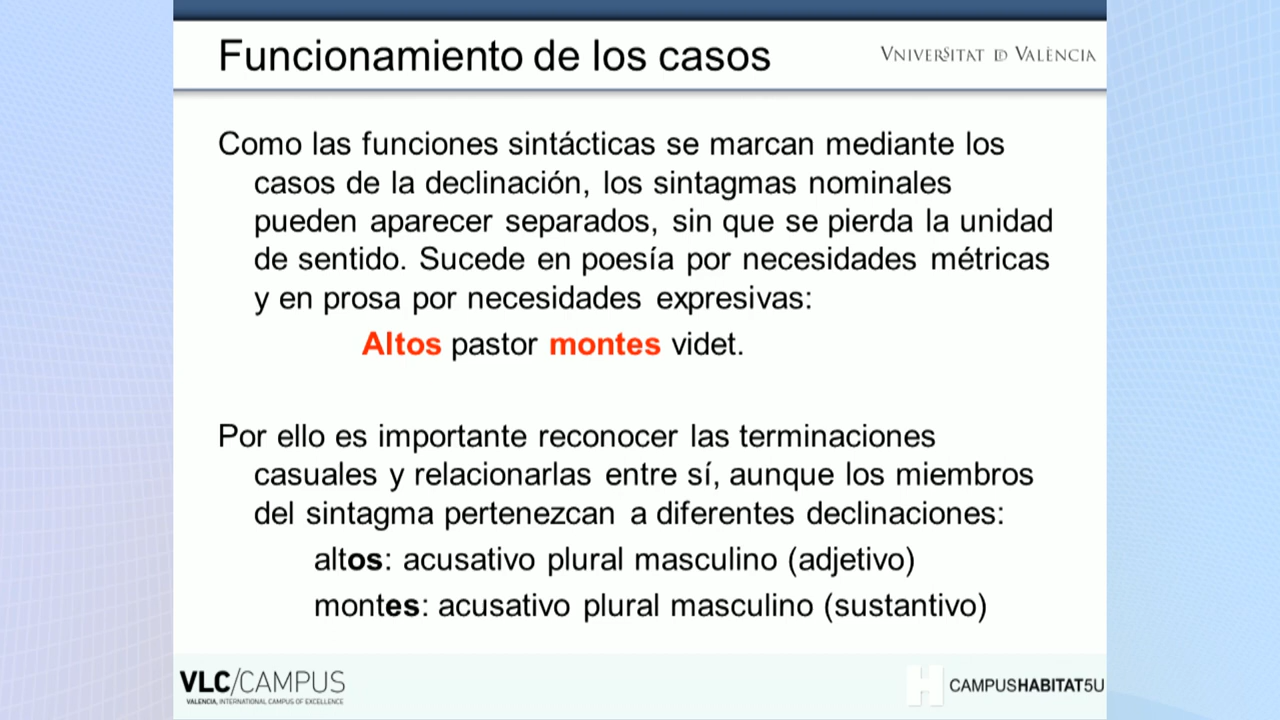 Funcionamiento de los casos
VNIVERSITAT ID VALÈNCIA
Como las funciones sintácticas se marcan mediante los
casos de la declinación, los sintagmas nominales
pueden aparecer separados, sin que se pierda la unidad
de sentido. Sucede en poesía por necesidades métricas
y en prosa por necesidades expresivas:
Altos pastor montes videt.
Por ello es importante reconocer las terminaciones
casuales y relacionarlas entre sí, aunque los miembros
del sintagma pertenezcan a diferentes declinaciones:
altos: acusativo plural masculino (adjetivo)
montes: acusativo plural masculino (sustantivo)
VLC/CAMPUS
VALENCIA, INTERNATIONAL CAMPUS OF EXCELLENCE
H CAMPUSHABITAT5U